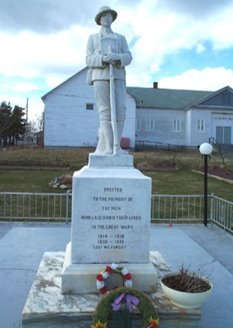 ERECTED
TO THE MEMORY OF
THE MEN
WHO LAID DOWN THEIR LIVES
IN THE GREAT WARS
1914 - 1918
1939 - 1945
LEST WE FORGET